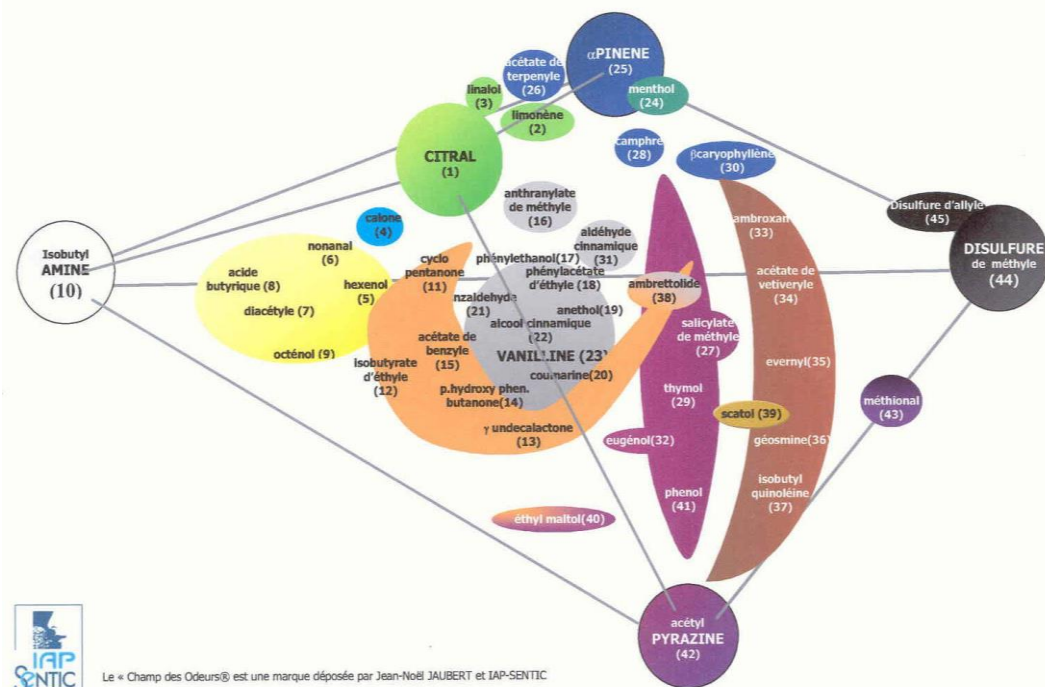 αPINENE
(25)
acétate de
terpenyle
(26)
linalol
(3)
menthol
(24)
limonène
(2)
camphre
(28)
βcaryophyllène
(30)
CITRAL
(1)
anthranylate
de méthyle
(16)
Disulfure d'allyle
(45)
calone
(4)
ambroxan
(33)
aldéhyde
cinnamique
(31)
DISULFURE
de méthyle
(44)
Isobutyl
AMINE
(10)
nonanal
(6)
cyclo
pentanone
(11)
phényléthanol(17)
phénylacétate
d'éthyle (18)
acide
butyrique (8)
hexenol
(5)
ambrettolide
(38)
acétate de
vetiveryle
(34)
nzaldehyde
(21)
diacétyle (7)
anethol(19)
alcool cinnamique
(22)
salicylate
de méthyle
(27)
acétate de
benzyle
(15)
octénol (9)
VANILLINE (23)
isobutyrate
d'éthyle
(12)
coumarine(20)
evernyl(35)
p.hydroxy phen.
butanone(14)
thymol
(29)
méthional
(43)
scatol (39)
γ undecalactone
(13)
eugénol(32)
géosmine(36)
phenol
(41)
isobutyl
quinoléine
(37)
éthyl maltol(40)
acétyl
PYRAZINE
(42)
IAP
SENTIC
Le « Champ des Odeurs® est une marque déposée par Jean-Noël JAUBERT et IAP-SENTIC